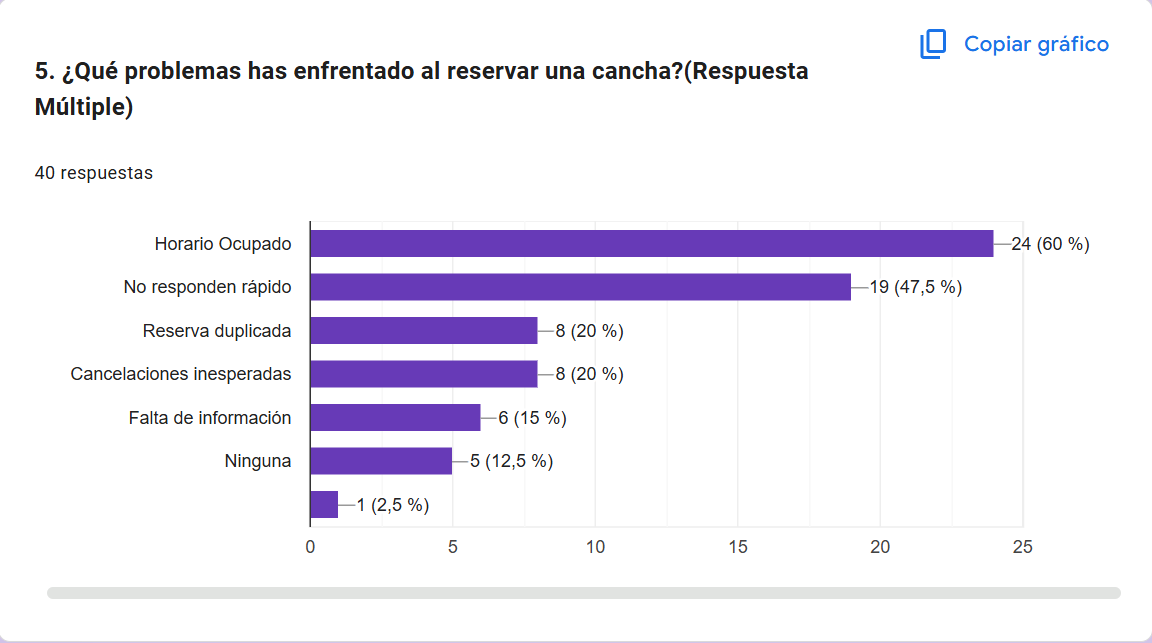 Copiar gráfico
5. ¿Qué problemas has enfrentado al reservar una cancha?(Respuesta
Múltiple)
40 respuestas
Horario Ocupado 24 (60 %)
No responden rápido 19 (47,5 %)
Reserva duplicada 8 (20 %)
Cancelaciones inesperadas 8 (20 %)
Falta de información 6 (15 %)
Ninguna 5 (12,5 %)
1 (2,5 %)
0 5 10 15 20 25